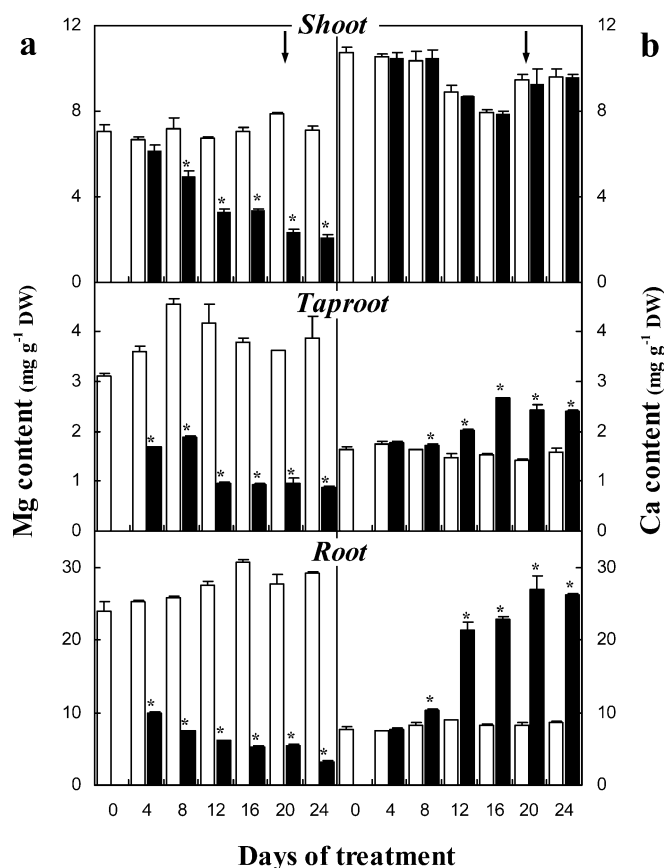 a
Shoot
b
12
8
4
0
12
8
4
0
* * * * *
Taproot
4
3
2
1
0
4
3
2
1
0
* * * * * *
* * * * *
Root
30
20
10
0
30
20
10
0
* * * * * *
* * * * *
0 4 8 12 16 20 24 0 4 8 12 16 20 24
Mg content (mg g⁻¹ DW)
Ca content (mg g⁻¹ DW)
Days of treatment